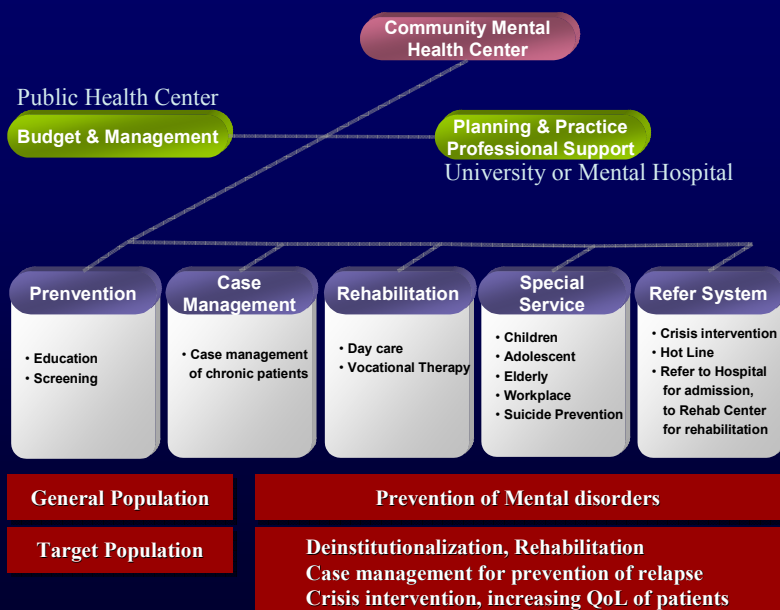 Community Mental
Health Center
Public Health Center
Budget & Management
Planning & Practice
Professional Support
University or Mental Hospital
Prenvention
• Education
• Screening
Case
Management
• Case management
of chronic patients
Rehabilitation
• Day care
• Vocational Therapy
Special
Service
• Children
• Adolescent
• Elderly
• Workplace
• Suicide Prevention
Refer System
• Crisis intervention
• Hot Line
• Refer to Hospital
for admission,
to Rehab Center
for rehabilitation
General Population
Prevention of Mental disorders
Target Population
Deinstitutionalization, Rehabilitation
Case management for prevention of relapse
Crisis intervention, increasing QoL of patients